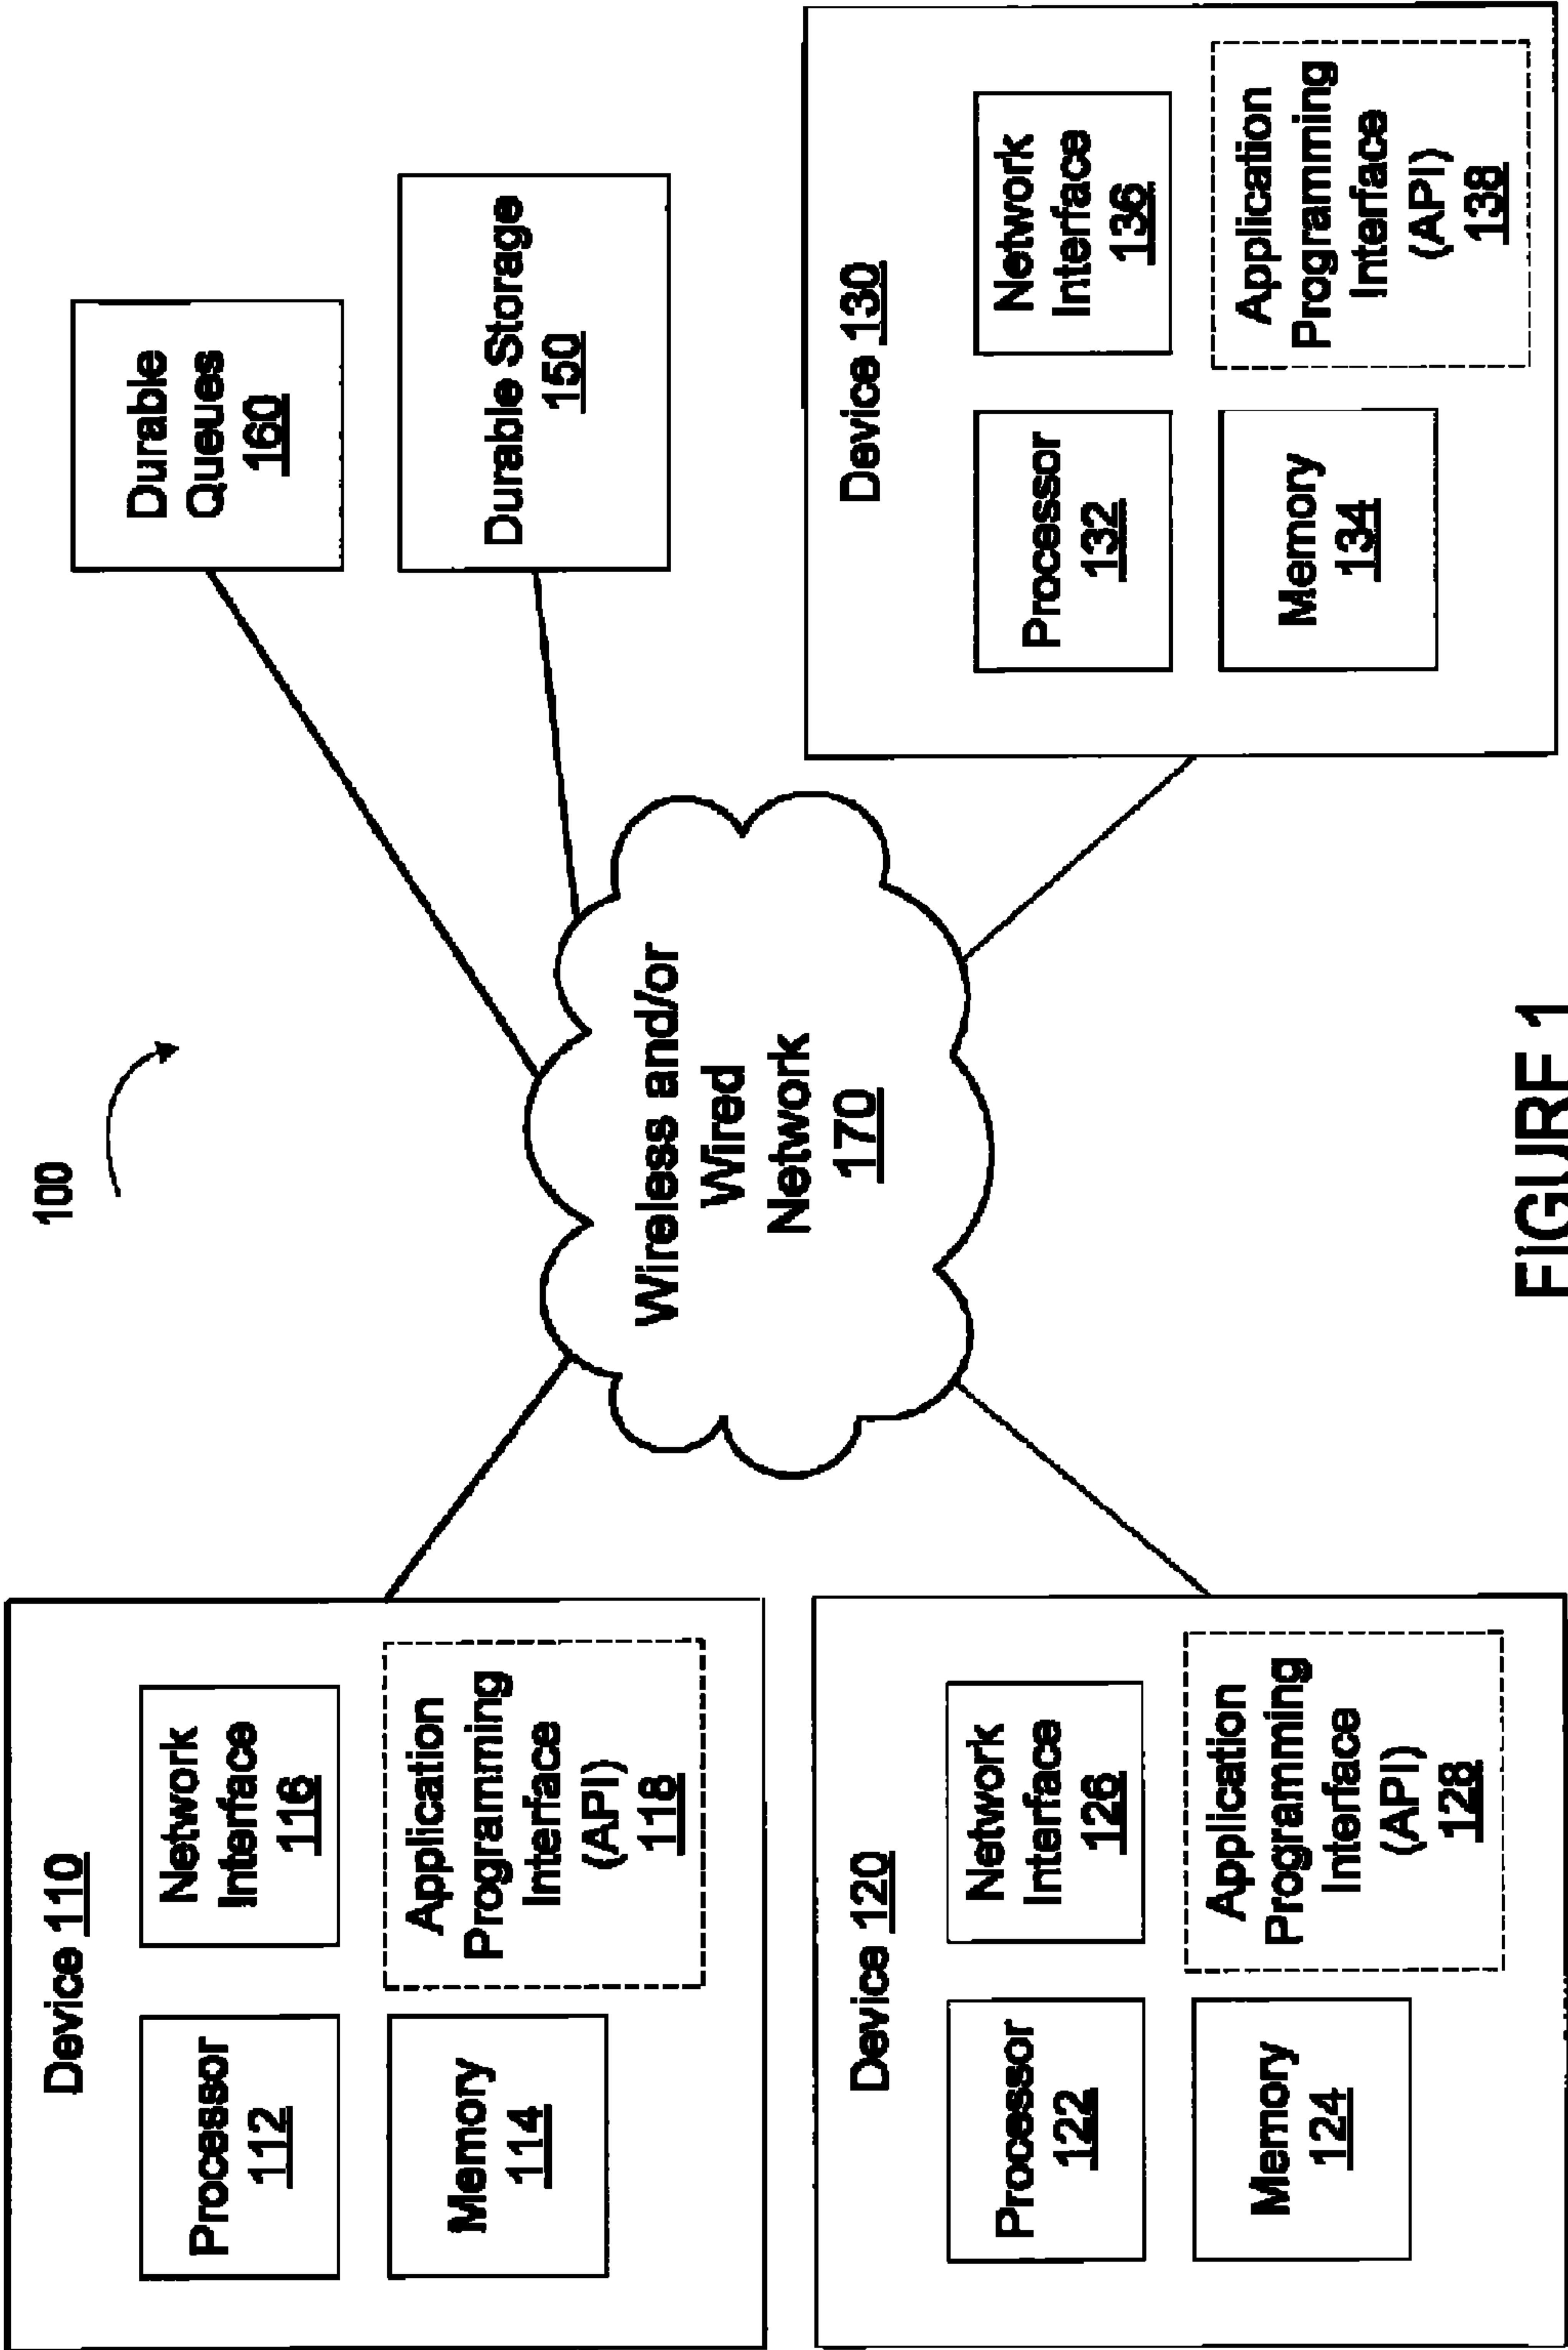 100
Device 110
Processor
112
Network
Interface
116
Memory
114
Application
Programming
Interface
(API)
118
Device 120
Processor
122
Network
Interface
126
Memory
124
Application
Programming
Interface
(API)
128
Wireless and/or
Wired
Network
170
Durable
Queues
160
Durable Storage
150
Device 130
Processor
132
Network
Interface
136
Memory
134
Application
Programming
Interface
(API)
138
FIGURE 1